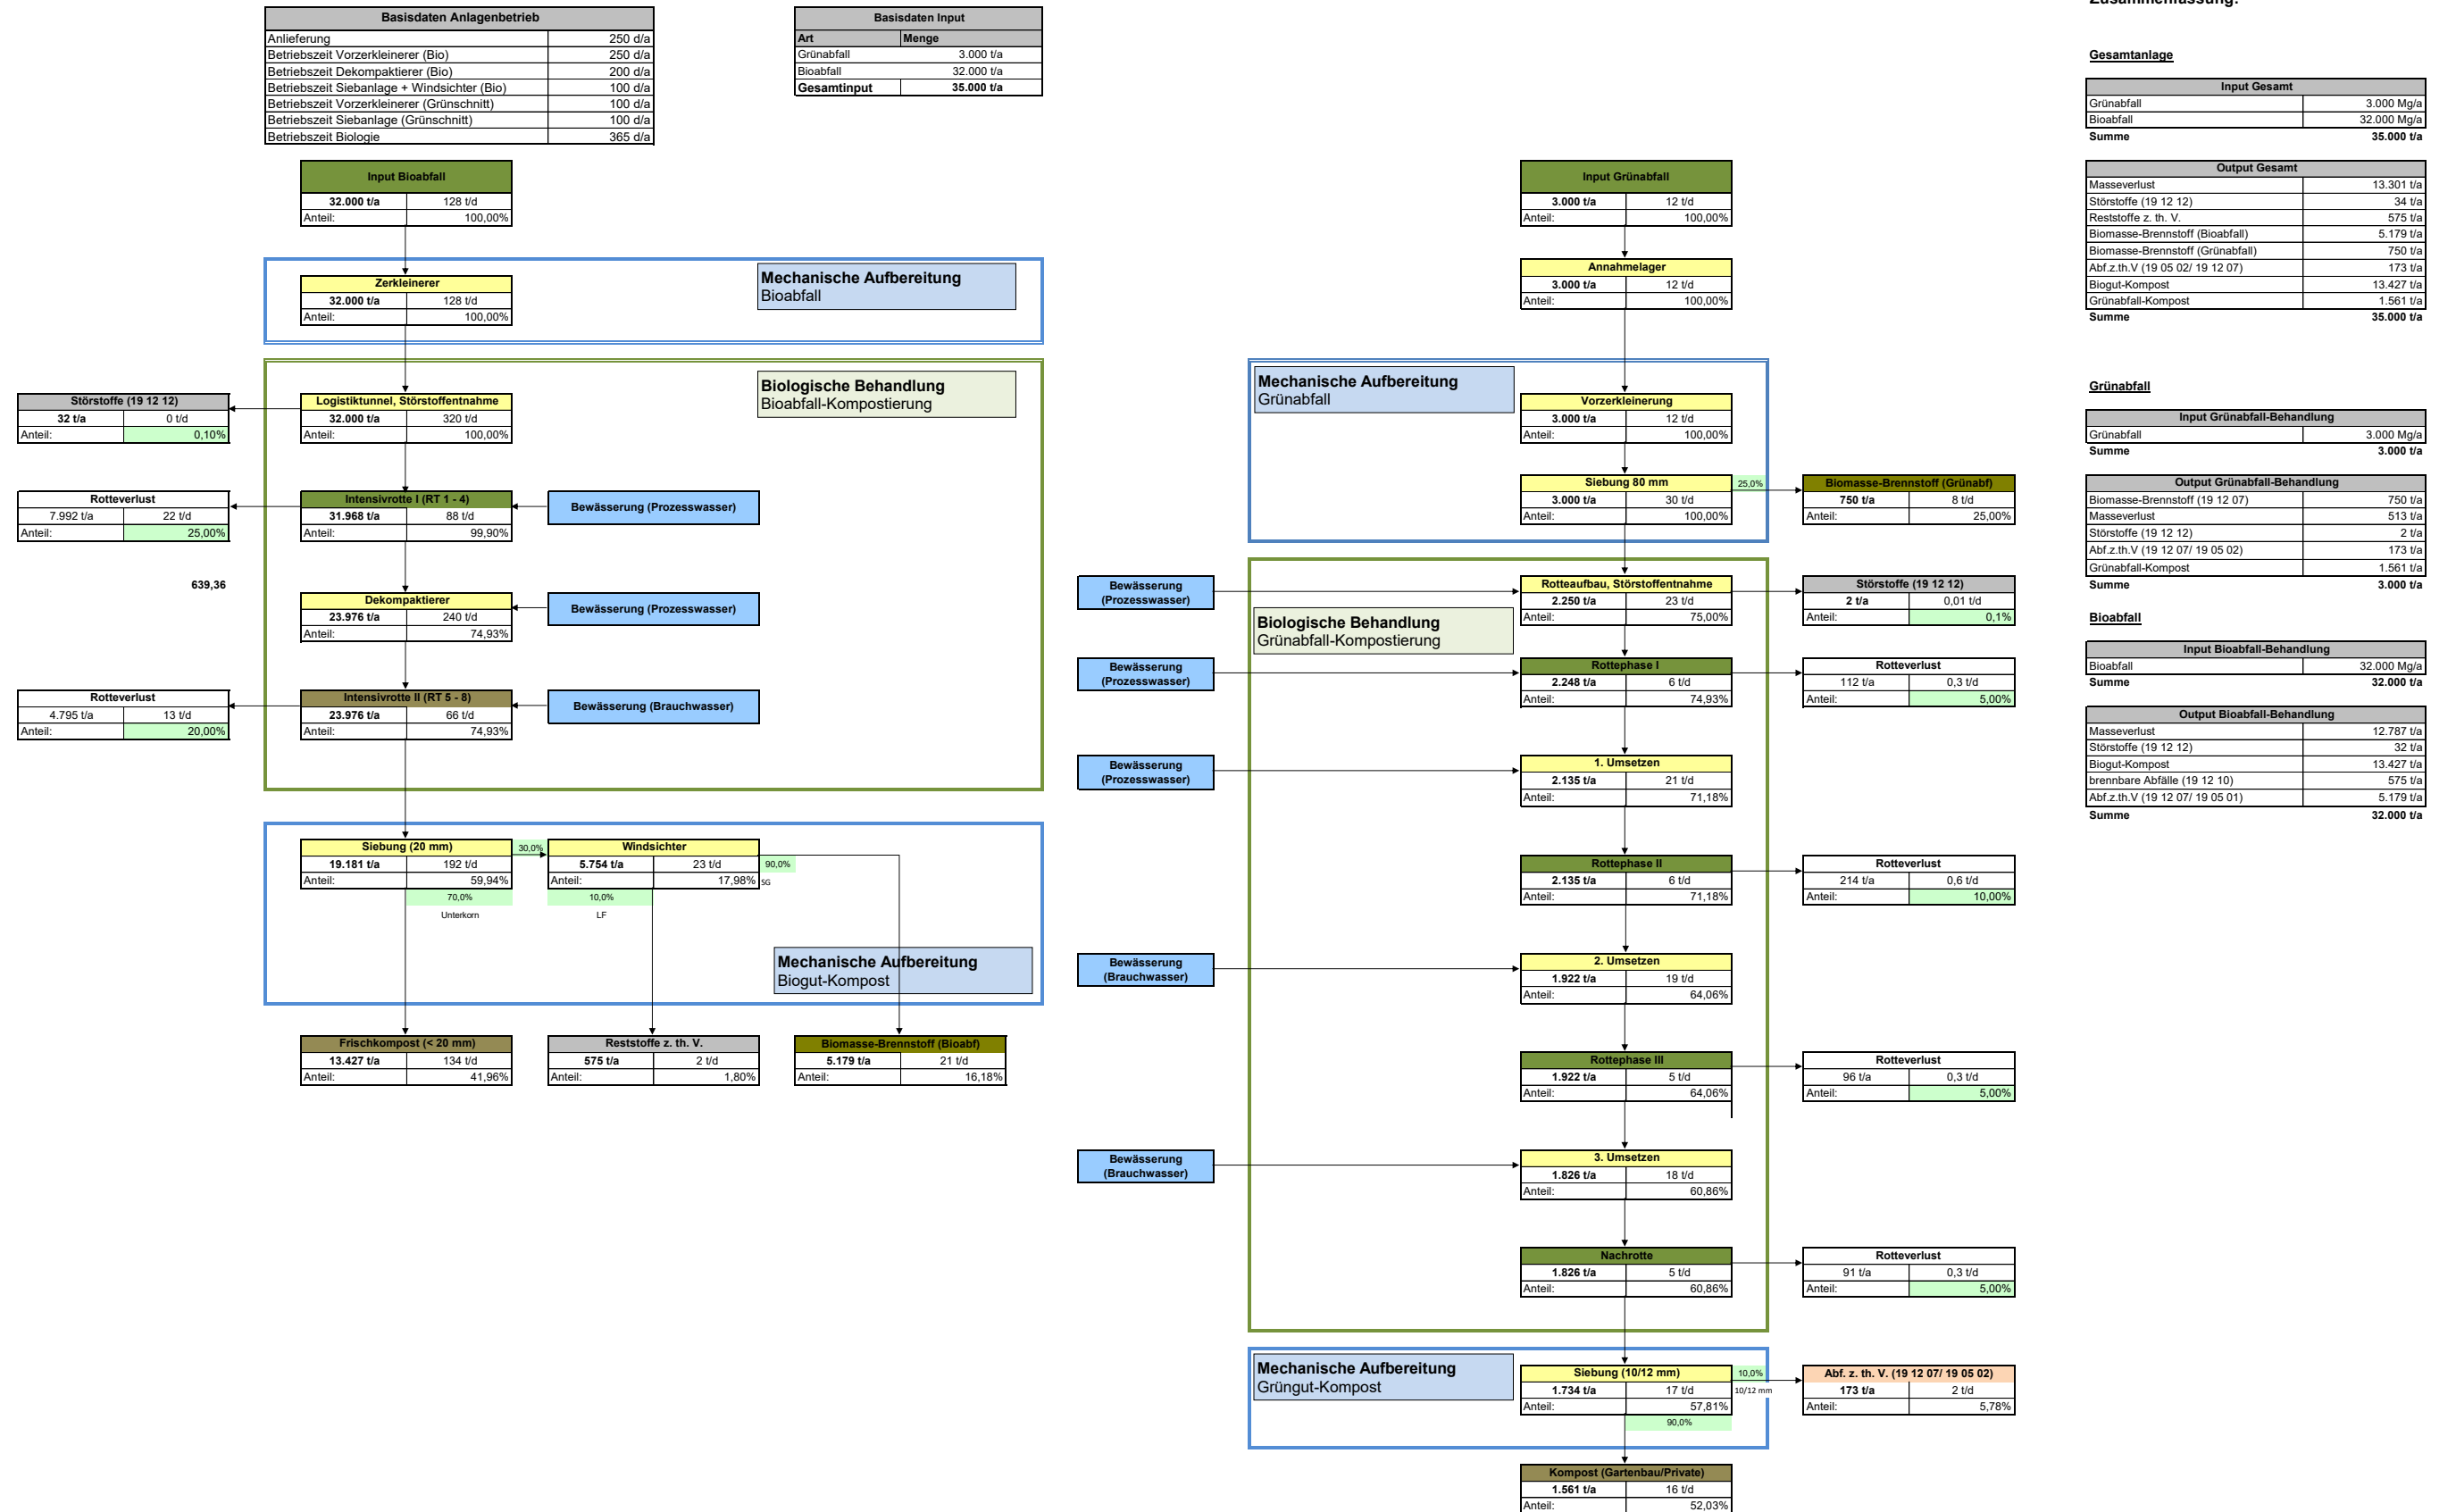 Zusammenfassung:
Basisdaten Anlagenbetrieb
Anlieferung 250 d/a
Betriebszeit Vorzerkleinerer (Bio) 250 d/a
Betriebszeit Dekompaktierer (Bio) 200 d/a
Betriebszeit Siebanlage + Windsichter (Bio) 100 d/a
Betriebszeit Vorzerkleinerer (Grünschnitt) 100 d/a
Betriebszeit Siebanlage (Grünschnitt) 100 d/a
Betriebszeit Biologie 365 d/a
Basisdaten Input
Art Menge
Grünabfall 3.000 t/a
Bioabfall 32.000 t/a
Gesamtinput 35.000 t/a
Input Bioabfall
32.000 t/a 128 t/d
Anteil: 100,00%
Mechanische Aufbereitung
Bioabfall
Zerkleinerer
32.000 t/a 128 t/d
Anteil: 100,00%
Biologische Behandlung
Bioabfall-Kompostierung
Störstoffe (19 12 12)
32 t/a 0 t/d
Anteil: 0,10%
Logistiktunnel, Störstoffentnahme
32.000 t/a 320 t/d
Anteil: 100,00%
Rotteverlust
7.992 t/a 22 t/d
Anteil: 25,00%
Intensivrotte I (RT 1 - 4)
31.968 t/a 88 t/d
Anteil: 99,90%
Bewässerung (Prozesswasser)
639,36
Dekompaktierer
23.976 t/a 240 t/d
Anteil: 74,93%
Bewässerung (Prozesswasser)
Rotteverlust
4.795 t/a 13 t/d
Anteil: 20,00%
Intensivrotte II (RT 5 - 8)
23.976 t/a 66 t/d
Anteil: 74,93%
Bewässerung (Brauchwasser)
Siebung (20 mm)
19.181 t/a 192 t/d
Anteil: 59,94%
30,0%
70,0%
Unterkorn
Windsichter
5.754 t/a 23 t/d
Anteil: 17,98%
90,0%
SG
10,0%
LF
Mechanische Aufbereitung
Biogut-Kompost
Frischkompost (< 20 mm)
13.427 t/a 134 t/d
Anteil: 41,96%
Reststoffe z. th. V.
575 t/a 2 t/d
Anteil: 1,80%
Biomasse-Brennstoff (Bioabf)
5.179 t/a 21 t/d
Anteil: 16,18%
Input Grünabfall
3.000 t/a 12 t/d
Anteil: 100,00%
Annahmelager
3.000 t/a 12 t/d
Anteil: 100,00%
Mechanische Aufbereitung
Grünabfall
Vorzerkleinerung
3.000 t/a 12 t/d
Anteil: 100,00%
Siebung 80 mm
3.000 t/a 30 t/d
Anteil: 100,00%
25,0%
Biomasse-Brennstoff (Grünabf)
750 t/a 8 t/d
Anteil: 25,00%
Bewässerung
(Prozesswasser)
Rotteaufbau, Störstoffentnahme
2.250 t/a 23 t/d
Anteil: 75,00%
Störstoffe (19 12 12)
2 t/a 0,01 t/d
Anteil: 0,1%
Biologische Behandlung
Grünabfall-Kompostierung
Bewässerung
(Prozesswasser)
Rottephase I
2.248 t/a 6 t/d
Anteil: 74,93%
Rotteverlust
112 t/a 0,3 t/d
Anteil: 5,00%
Bewässerung
(Prozesswasser)
1. Umsetzen
2.135 t/a 21 t/d
Anteil: 71,18%
Rottephase II
2.135 t/a 6 t/d
Anteil: 71,18%
Rotteverlust
214 t/a 0,6 t/d
Anteil: 10,00%
Bewässerung
(Brauchwasser)
2. Umsetzen
1.922 t/a 19 t/d
Anteil: 64,06%
Rottephase III
1.922 t/a 5 t/d
Anteil: 64,06%
Rotteverlust
96 t/a 0,3 t/d
Anteil: 5,00%
Bewässerung
(Brauchwasser)
3. Umsetzen
1.826 t/a 18 t/d
Anteil: 60,86%
Nachrotte
1.826 t/a 5 t/d
Anteil: 60,86%
Rotteverlust
91 t/a 0,3 t/d
Anteil: 5,00%
Mechanische Aufbereitung
Grüngut-Kompost
Siebung (10/12 mm)
1.734 t/a 17 t/d
Anteil: 57,81%
10,0%
10/12 mm
90,0%
Abf. z. th. V. (19 12 07/ 19 05 02)
173 t/a 2 t/d
Anteil: 5,78%
Kompost (Gartenbau/Private)
1.561 t/a 16 t/d
Anteil: 52,03%
Gesamtanlage
Input Gesamt
Grünabfall 3.000 Mg/a
Bioabfall 32.000 Mg/a
Summe 35.000 t/a
Output Gesamt
Masseverlust 13.301 t/a
Störstoffe (19 12 12) 34 t/a
Reststoffe z. th. V. 575 t/a
Biomasse-Brennstoff (Bioabfall) 5.179 t/a
Biomasse-Brennstoff (Grünabfall) 750 t/a
Abf.z.th.V (19 05 02/ 19 12 07) 173 t/a
Biogut-Kompost 13.427 t/a
Grünabfall-Kompost 1.561 t/a
Summe 35.000 t/a
Grünabfall
Input Grünabfall-Behandlung
Grünabfall 3.000 Mg/a
Summe 3.000 t/a
Output Grünabfall-Behandlung
Biomasse-Brennstoff (19 12 07) 750 t/a
Masseverlust 513 t/a
Störstoffe (19 12 12) 2 t/a
Abf.z.th.V (19 12 07/ 19 05 02) 173 t/a
Grünabfall-Kompost 1.561 t/a
Summe 3.000 t/a
Bioabfall
Input Bioabfall-Behandlung
Bioabfall 32.000 Mg/a
Summe 32.000 t/a
Output Bioabfall-Behandlung
Masseverlust 12.787 t/a
Störstoffe (19 12 12) 32 t/a
Biogut-Kompost 13.427 t/a
brennbare Abfälle (19 12 10) 575 t/a
Abf.z.th.V (19 12 07/ 19 05 01) 5.179 t/a
Summe 32.000 t/a